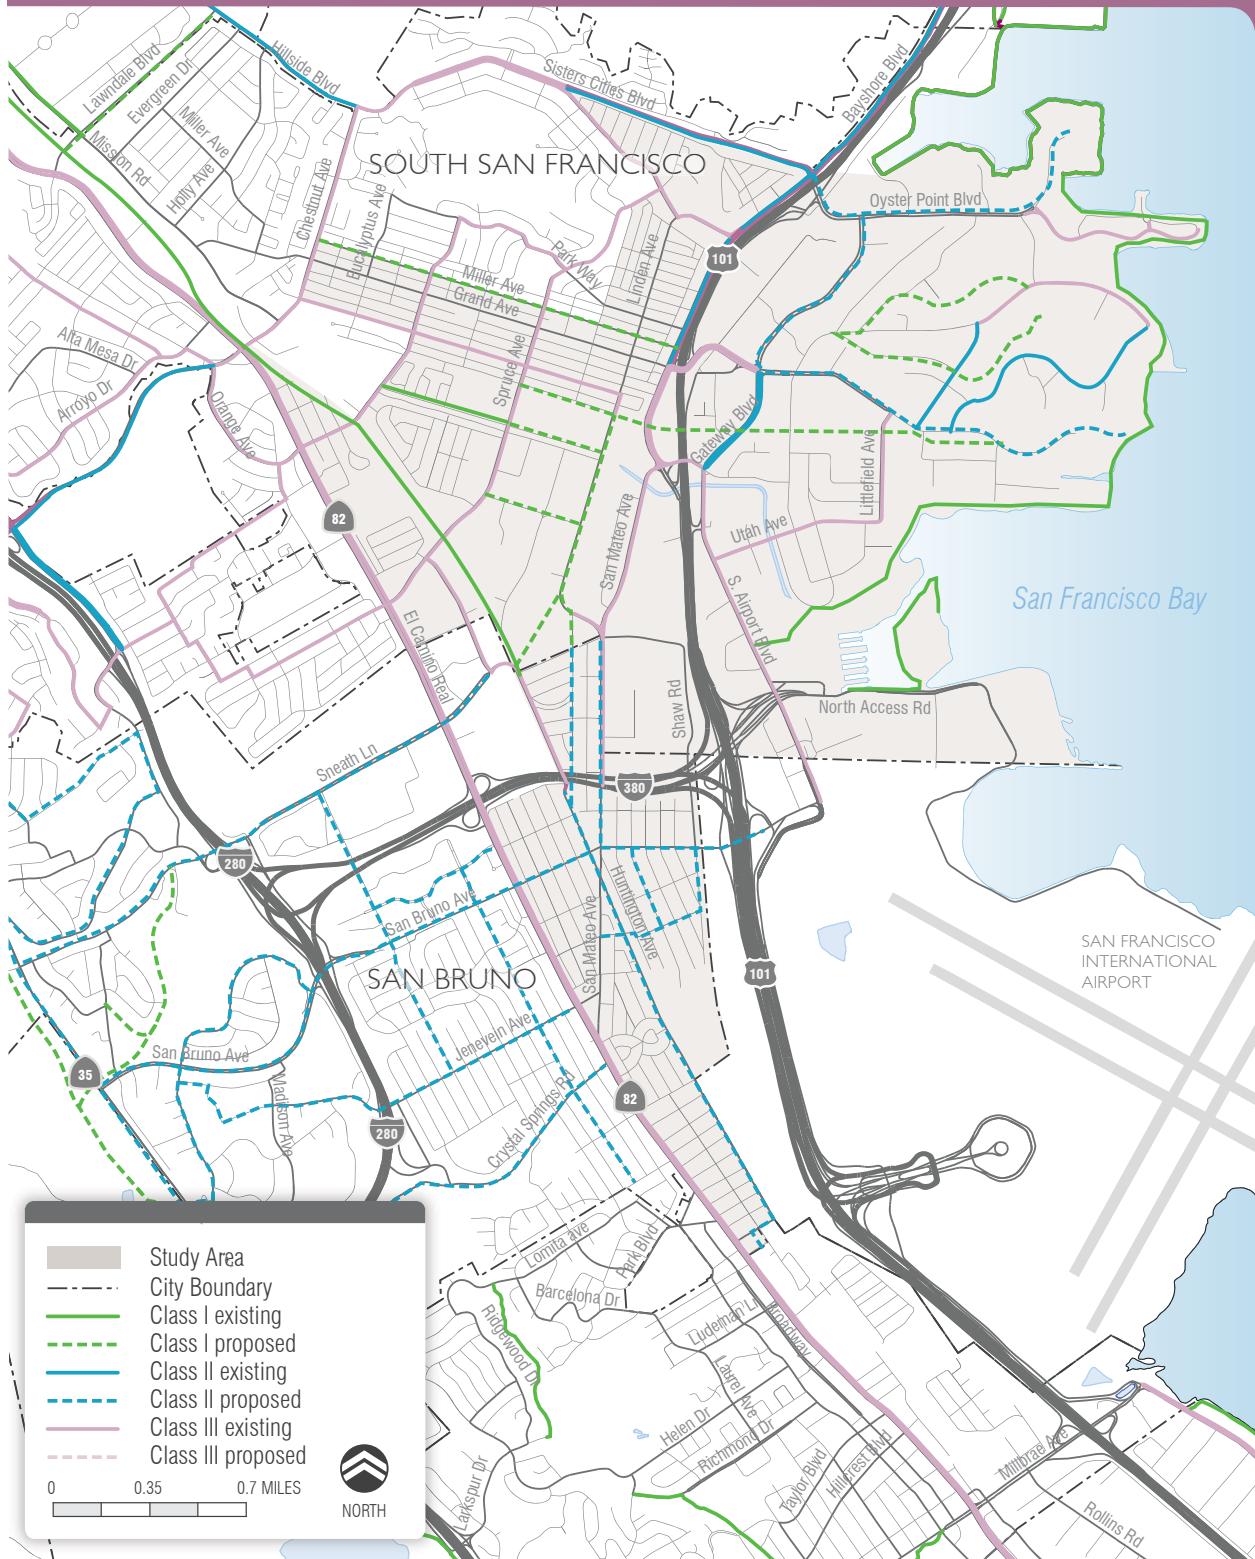 Hillside Blvd
Sisters Cities Blvd
Bayshore Blvd
Lawndale Blvd
Evergreen Dr
Miller Ave
Mission Rd
Holly Ave
Chestnut Ave
SOUTH SAN FRANCISCO
Eucalyptus Ave
Oyster Point Blvd
Park Way
Linden Ave
101
Miller Ave
Grand Ave
Alta Mesa Dr
Arroyo Dr
Spruce Ave
Orange Ave
Gateway Blvd
Littlefield Ave
82
San Mateo Ave
Utah Ave
S. Airport Blvd
San Francisco Bay
El Camino Real
Shaw Rd
North Access Rd
Sneath Ln
380
280
San Bruno Ave
Huntington Ave
San Mateo Ave
SAN FRANCISCO
INTERNATIONAL
AIRPORT
101
SAN BRUNO
Jenevein Ave
San Bruno Ave
35
Madison Ave
Crystal Springs Rd
82
280
Lomita ave
Park Blvd
Barcelona Dr
Ridgewood Dr
Ludeman Ln
Broadway
Laurel Ave
Helen Dr
Richmond Dr
Taylor Blvd
Hillcrest Blvd
Millbrae Ave
Rollins Rd
Larkspur Dr
Study Area
City Boundary
Class I existing
Class I proposed
Class II existing
Class II proposed
Class III existing
Class III proposed
0 0.35 0.7 MILES
NORTH